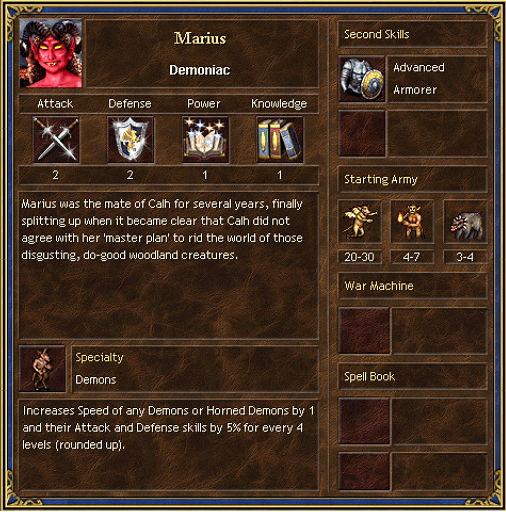 Marius
Demoniac
Attack Defense Power Knowledge
2 2 1 1
Marius was the mate of Calh for several years, finally
splitting up when it became clear that Calh did not
agree with her 'master plan' to rid the world of those
disgusting, do-good woodland creatures.
Specialty
Demons
Increases Speed of any Demons or Horned Demons by 1
and their Attack and Defense skills by 5% for every 4
levels (rounded up).
Second Skills
Advanced
Armorer
Starting Army
20-30 4-7 3-4
War Machine
Spell Book